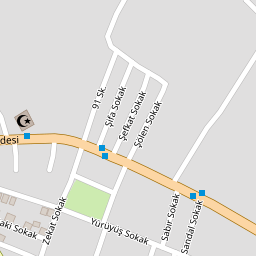 91 Sk.
Şifa Sokak
Şefkat Sokak
Şölen Sokak
desi
Zekat Sokak
Yürüyüş Sokak
Sabır Sokak
Sandal Sokak
aki Sokak